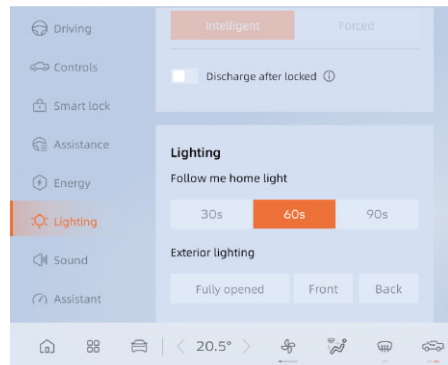 Driving
Controls
Smart lock
Assistance
Energy
Lighting
Sound
Assistant
Intelligent
Forced
Discharge after locked
Lighting
Follow me home light
30s
60s
90s
Exterior lighting
Fully opened
Front
Back
20.5°